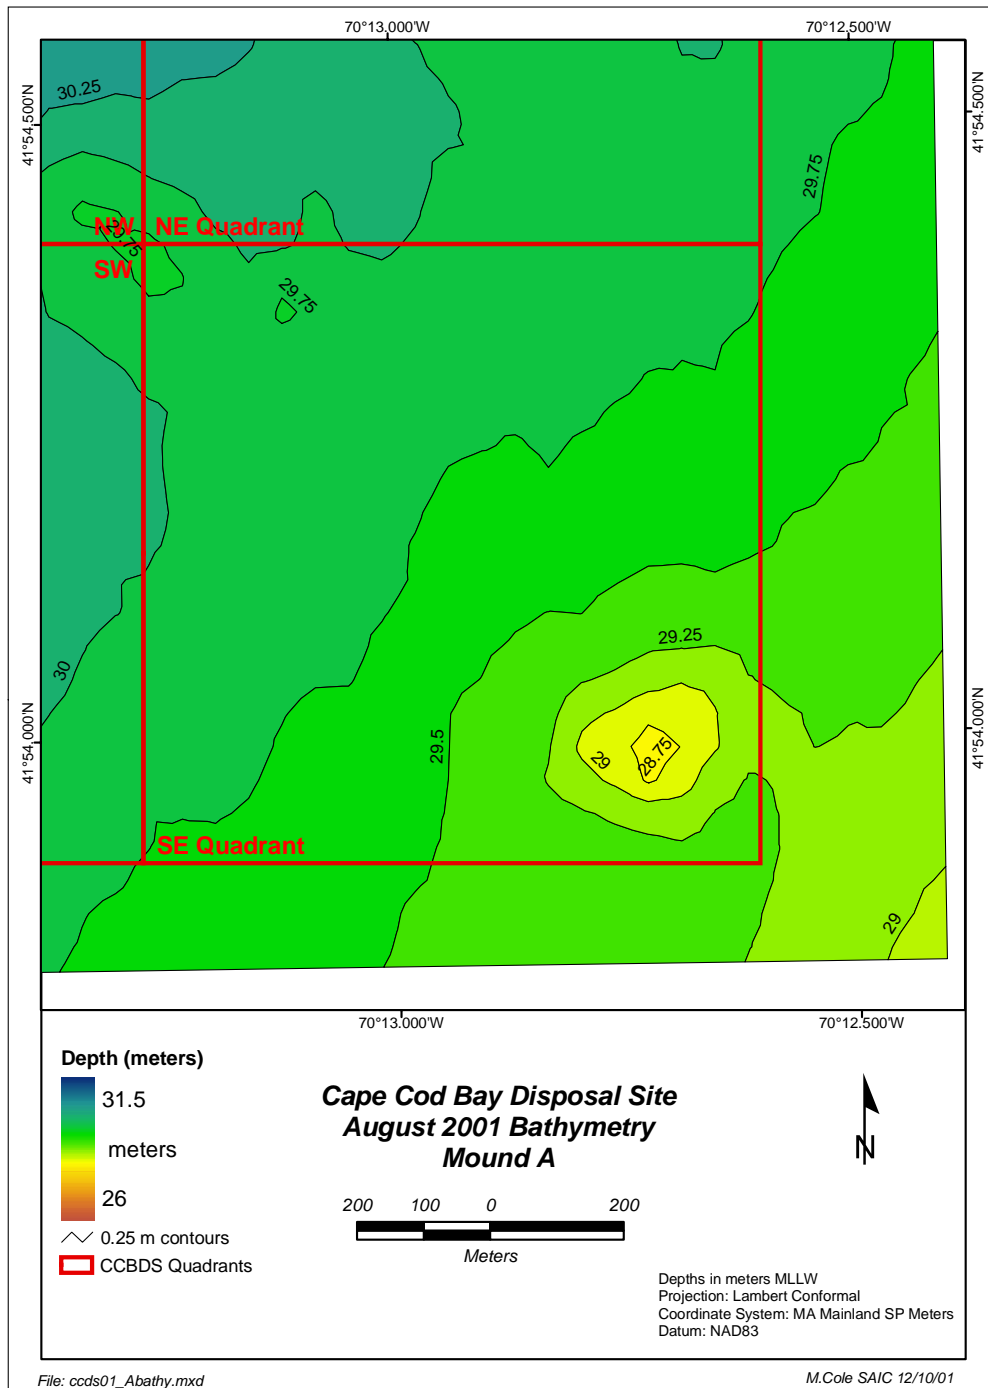 70°13.000'W
70°12.500'W
41°54.500'N
41°54.500'N
30.25
29.75
NW
NE Quadrant
29.75
SW
29.75
29.25
30
29.5
29
28.75
41°54.000'N
41°54.000'N
SE Quadrant
29
70°13.000'W
70°12.500'W
Depth (meters)
31.5
meters
26
0.25 m contours
CCBDS Quadrants
Cape Cod Bay Disposal Site
August 2001 Bathymetry
Mound A
200 100 0 200
Meters
N
Depths in meters MLLW
Projection: Lambert Conformal
Coordinate System: MA Mainland SP Meters
Datum: NAD83
File: ccds01_Abathy.mxd
M.Cole SAIC 12/10/01